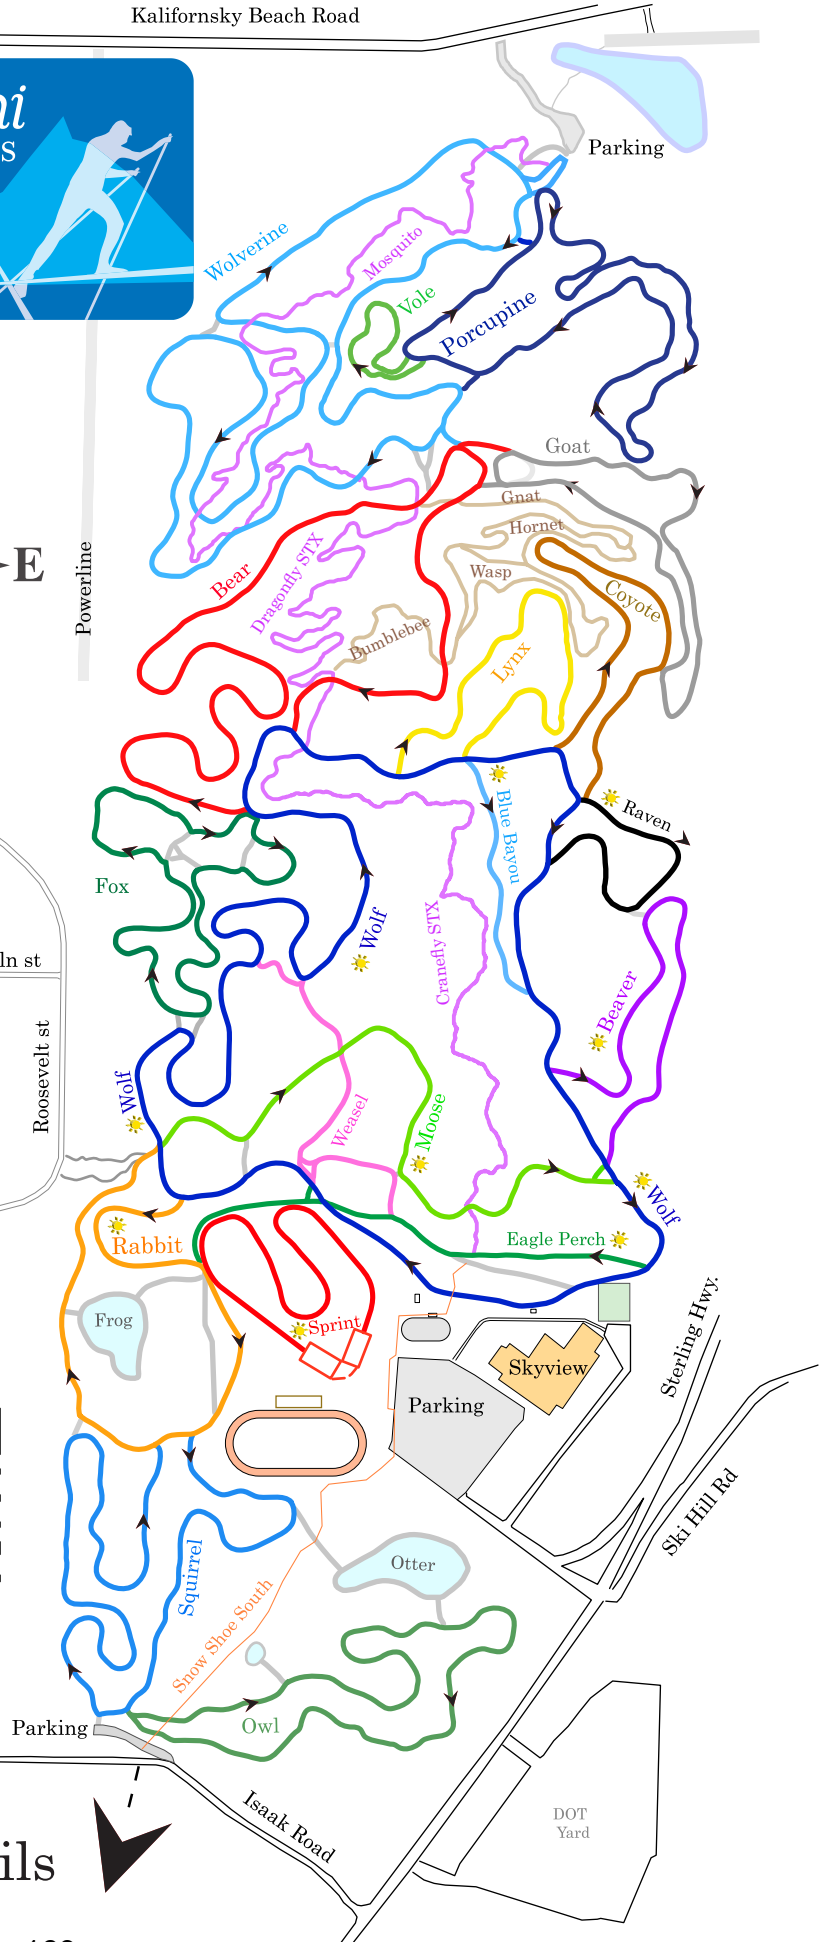 Kalifornsky Beach Road
Parking
Wolverine
Mosquito
Vole
Porcupine
Goat
Gnat
Hornet
Wasp
E
Powerline
Bear
Dragonfly STX
Bumblebee
Coyote
Lynx
Blue Bayou
Raven
Fox
Wolf
Cranefly STX
ln st
Beaver
Roosevelt st
Wolf
Weasel
Moose
Wolf
Rabbit
Eagle Perch
Frog
Sprint
Sterling Hwy.
Skyview
Parking
Ski Hill Rd
Squirrel
Otter
Snow Shoe South
Owl
Parking
Isaak Road
DOT
Yard
ils